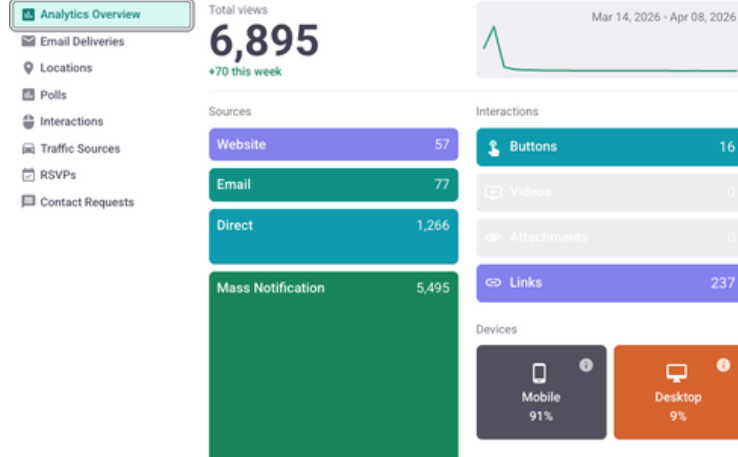 Analytics Overview
Email Deliveries
Locations
Polls
Interactions
Traffic Sources
RSVPs
Contact Requests
Total views
6,895
+70 this week
Mar 14, 2026 - Apr 08, 2026
Sources
Website 57
Email 77
Direct 1,266
Mass Notification 5,495
Interactions
Buttons 16
Videos 0
Attachments 0
Links 237
Devices
Mobile
91%
Desktop
9%